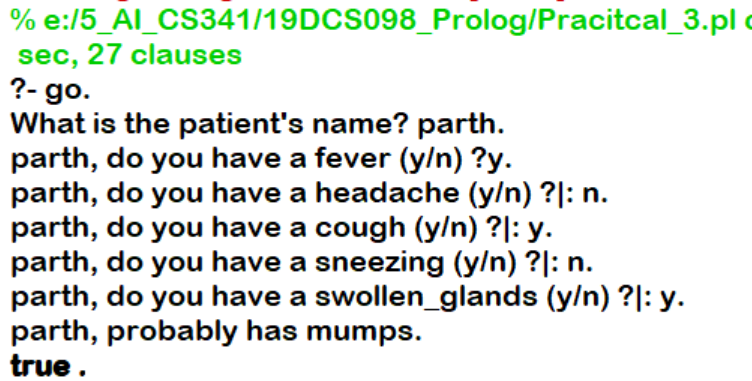 % e:/5_AI_CS341/19DCS098_Prolog/Pracitcal_3.pl
sec, 27 clauses
?- go.
What is the patient's name? parth.
parth, do you have a fever (y/n) ?y.
parth, do you have a headache (y/n) ?|: n.
parth, do you have a cough (y/n) ?|: y.
parth, do you have a sneezing (y/n) ?|: n.
parth, do you have a swollen_glands (y/n) ?|: y.
parth, probably has mumps.
true .